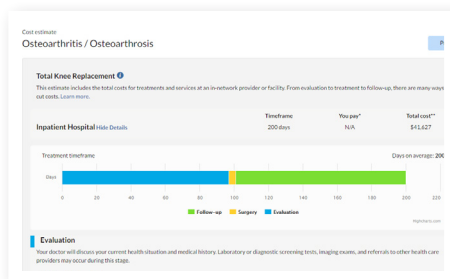 Cost estimate
Osteoarthritis / Osteoarthrosis
Total Knee Replacement
This estimate includes the total costs for treatments and services at an in-network provider or facility. From evaluation to treatment to follow-up, there are many ways
out costs. Learn more.
Timeframe You pay* Total cost**
Inpatient Hospital Hide Details 200 days N/A $41,627
Treatment timeframe Days on average: 200
Days
0 20 40 60 80 100 120 140 160 180 200 220
Follow-up Surgery Evaluation
Highcharts.com
Evaluation
Your doctor will discuss your current health situation and medical history. Laboratory or diagnostic screening tests, imaging exams, and referrals to other health care
providers may occur during this stage.